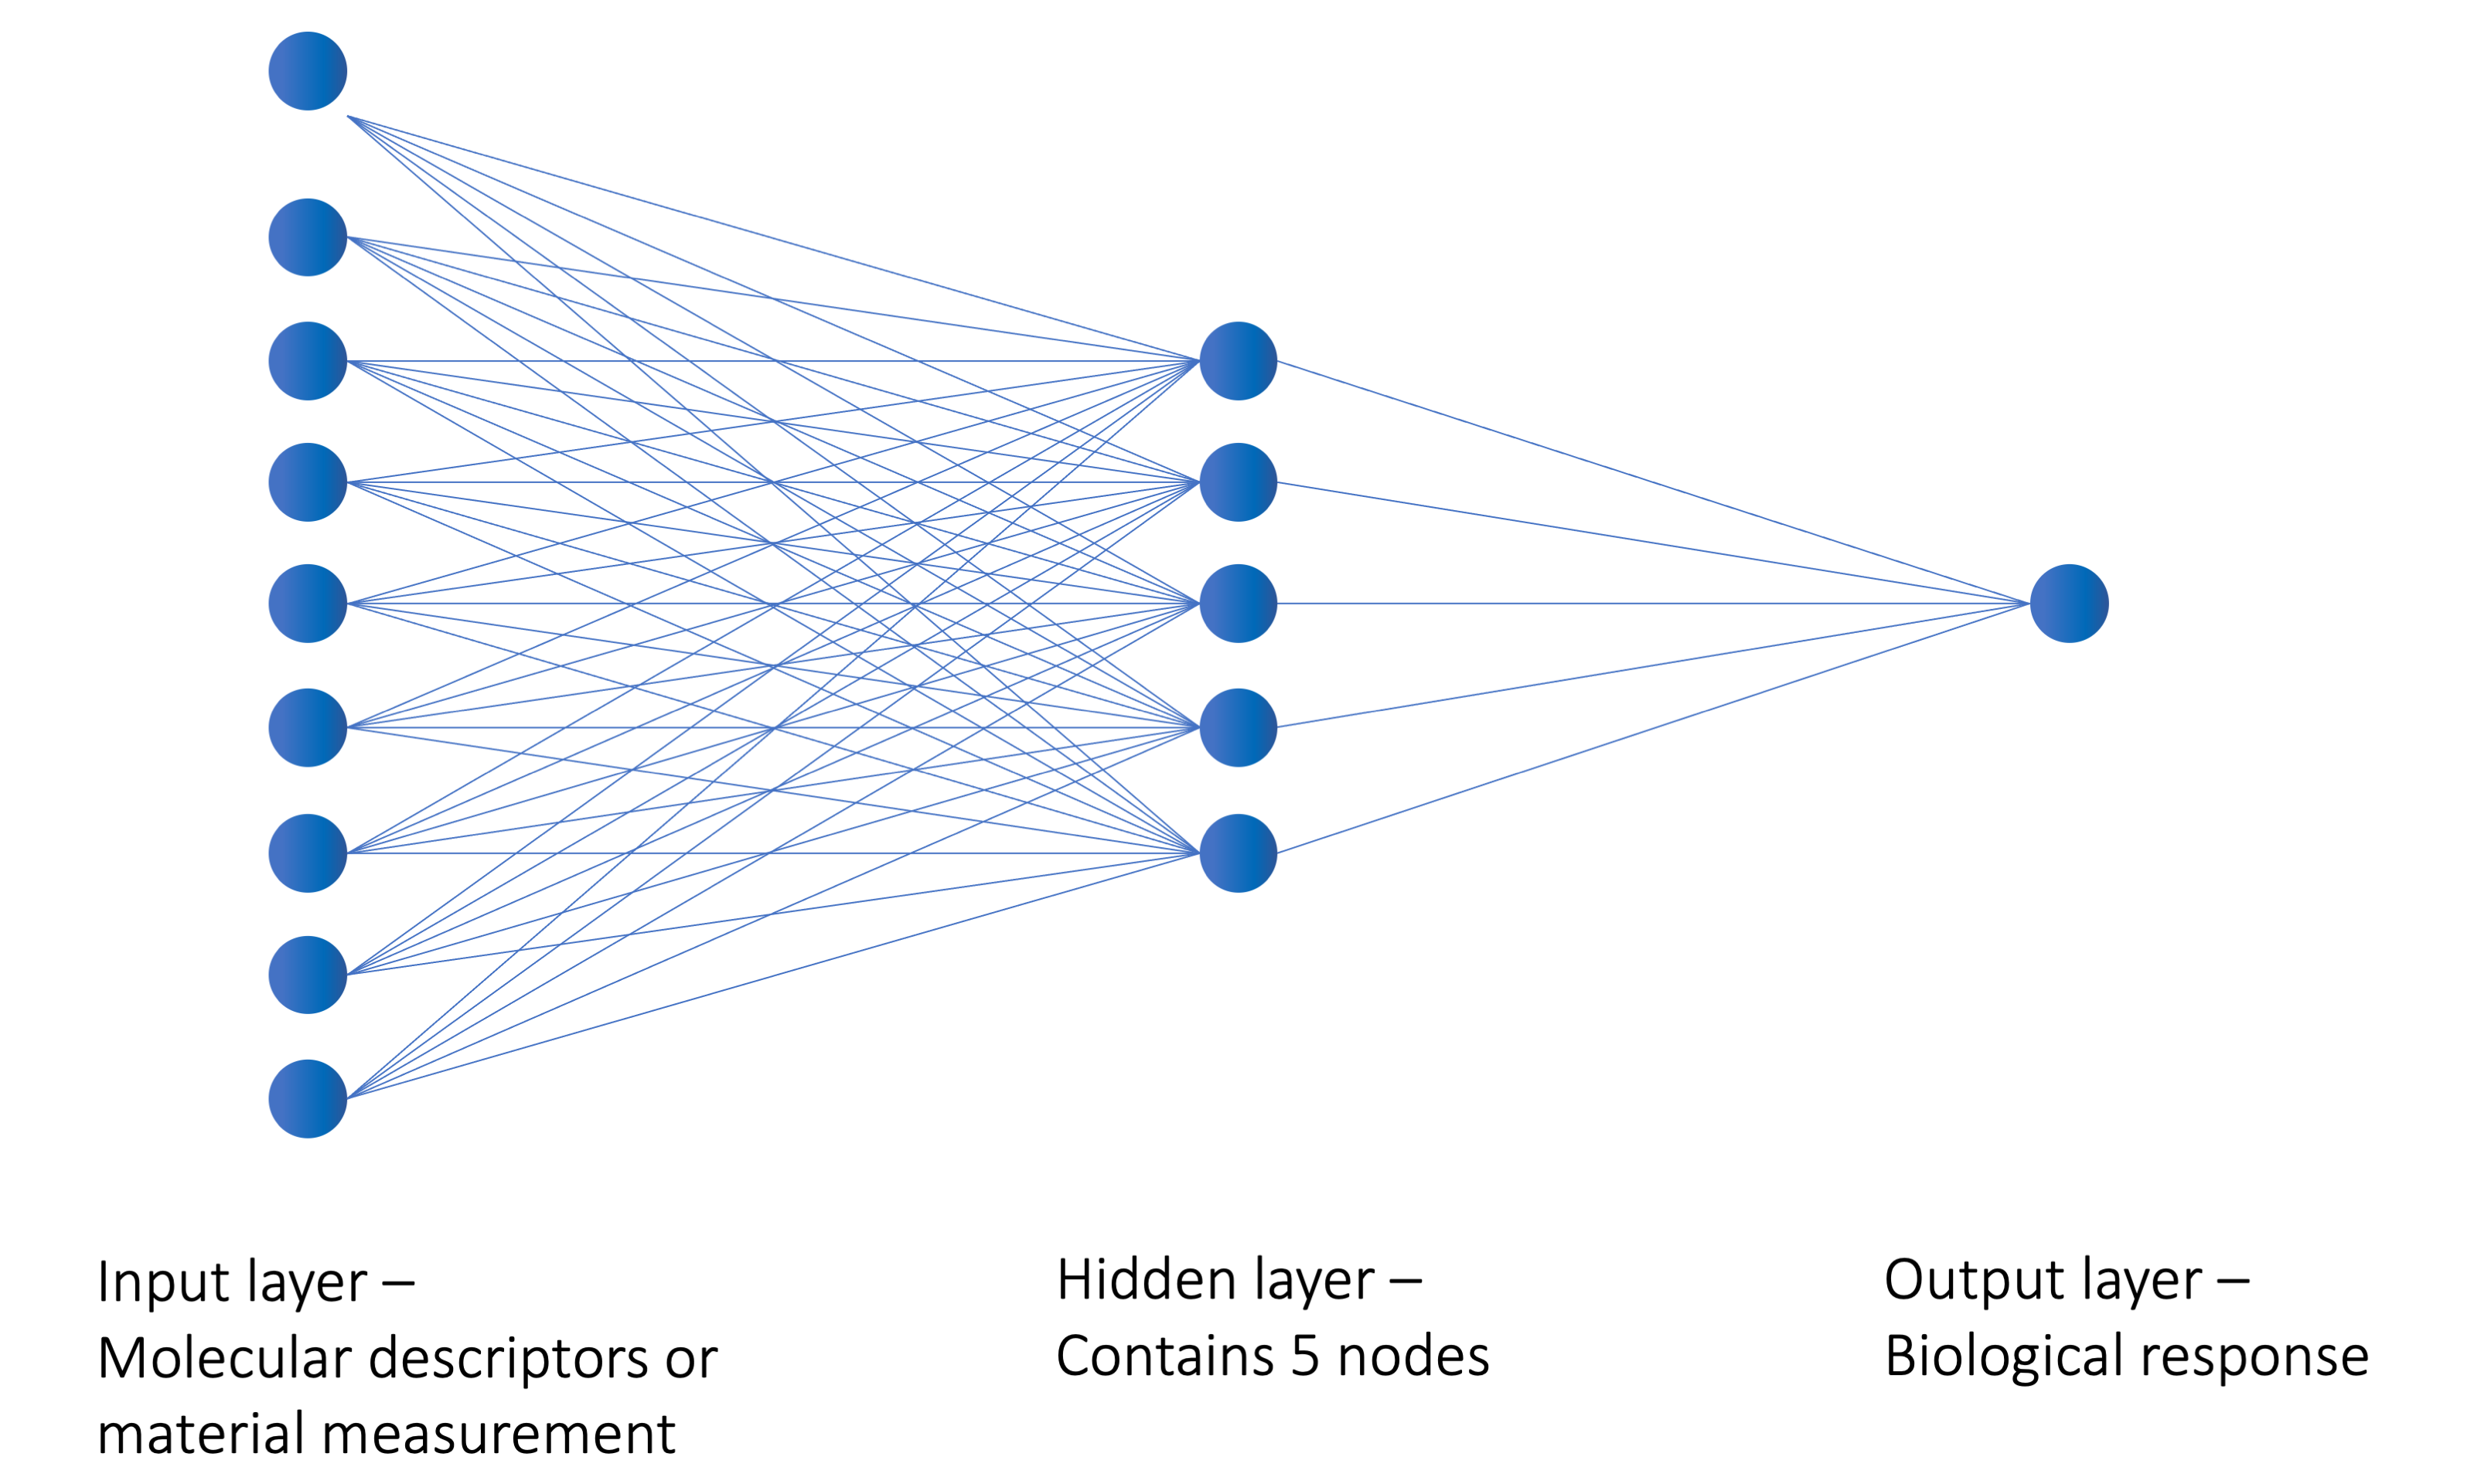 Input layer –
Molecular descriptors or
material measurement
Hidden layer –
Contains 5 nodes
Output layer –
Biological response